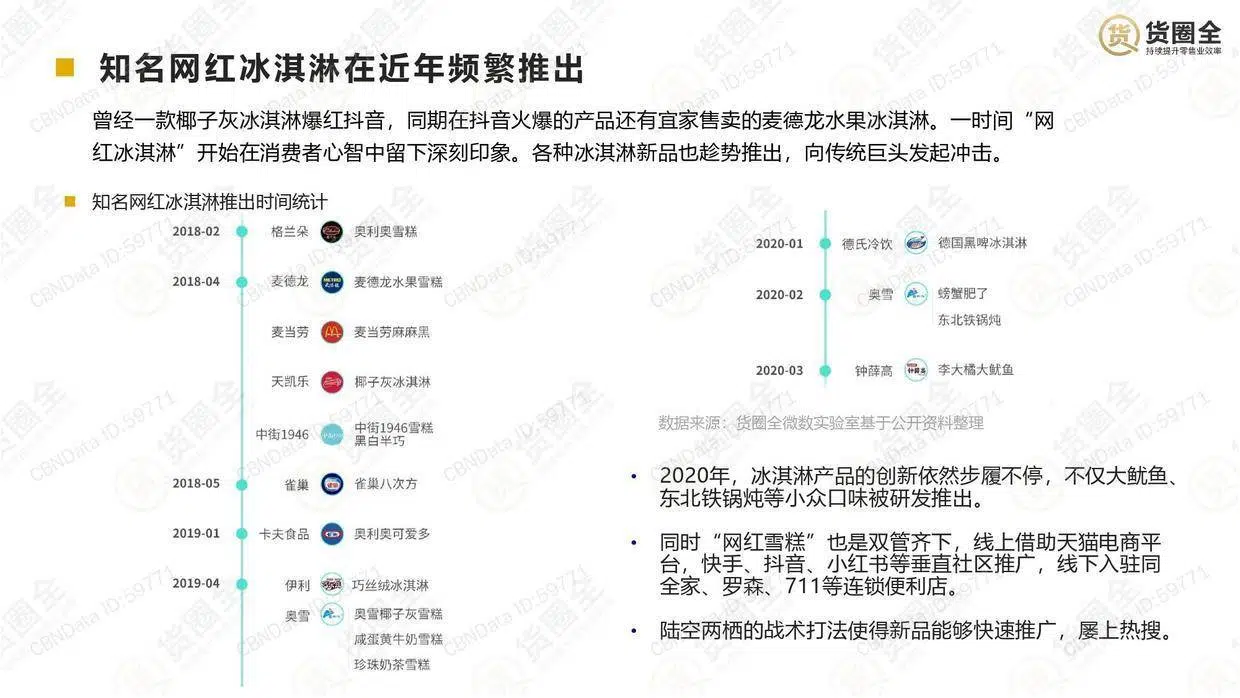 货圈全
持续提升零售业效率
知名网红冰淇淋在近年频繁推出
曾经一款椰子灰冰淇淋爆红抖音，同期在抖音火爆的产品还有宜家售卖的麦德龙水果冰淇淋。一时间“网
红冰淇淋”开始在消费者心智中留下深刻印象。各种冰淇淋新品也趁势推出，向传统巨头发起冲击。
知名网红冰淇淋推出时间统计
2018-02 格兰朵 奥利奥雪糕
2018-04 麦德龙 麦德龙水果雪糕
麦当劳 麦当劳麻麻黑
天凯乐 椰子灰冰淇淋
中街1946 中街1946雪糕
黑白半巧
2018-05 雀巢 雀巢八次方
2019-01 卡夫食品 奥利奥可爱多
2019-04 伊利 巧丝绒冰淇淋
奥雪 奥雪椰子灰雪糕
咸蛋黄牛奶雪糕
珍珠奶茶雪糕
2020-01 德氏冷饮 德国黑啤冰淇淋
2020-02 奥雪 螃蟹肥了
东北铁锅炖
2020-03 钟薛高 李大橘大鱿鱼
数据来源：货圈全微数实验室基于公开资料整理
• 2020年，冰淇淋产品的创新依然步履不停，不仅大鱿鱼、
东北铁锅炖等小众口味被研发推出。
• 同时“网红雪糕”也是双管齐下，线上借助天猫电商平
台，快手、抖音、小红书等垂直社区推广，线下入驻同
全家、罗森、711等连锁便利店。
• 陆空两栖的战术打法使得新品能够快速推广，屡上热搜。
CBNData ID:59771